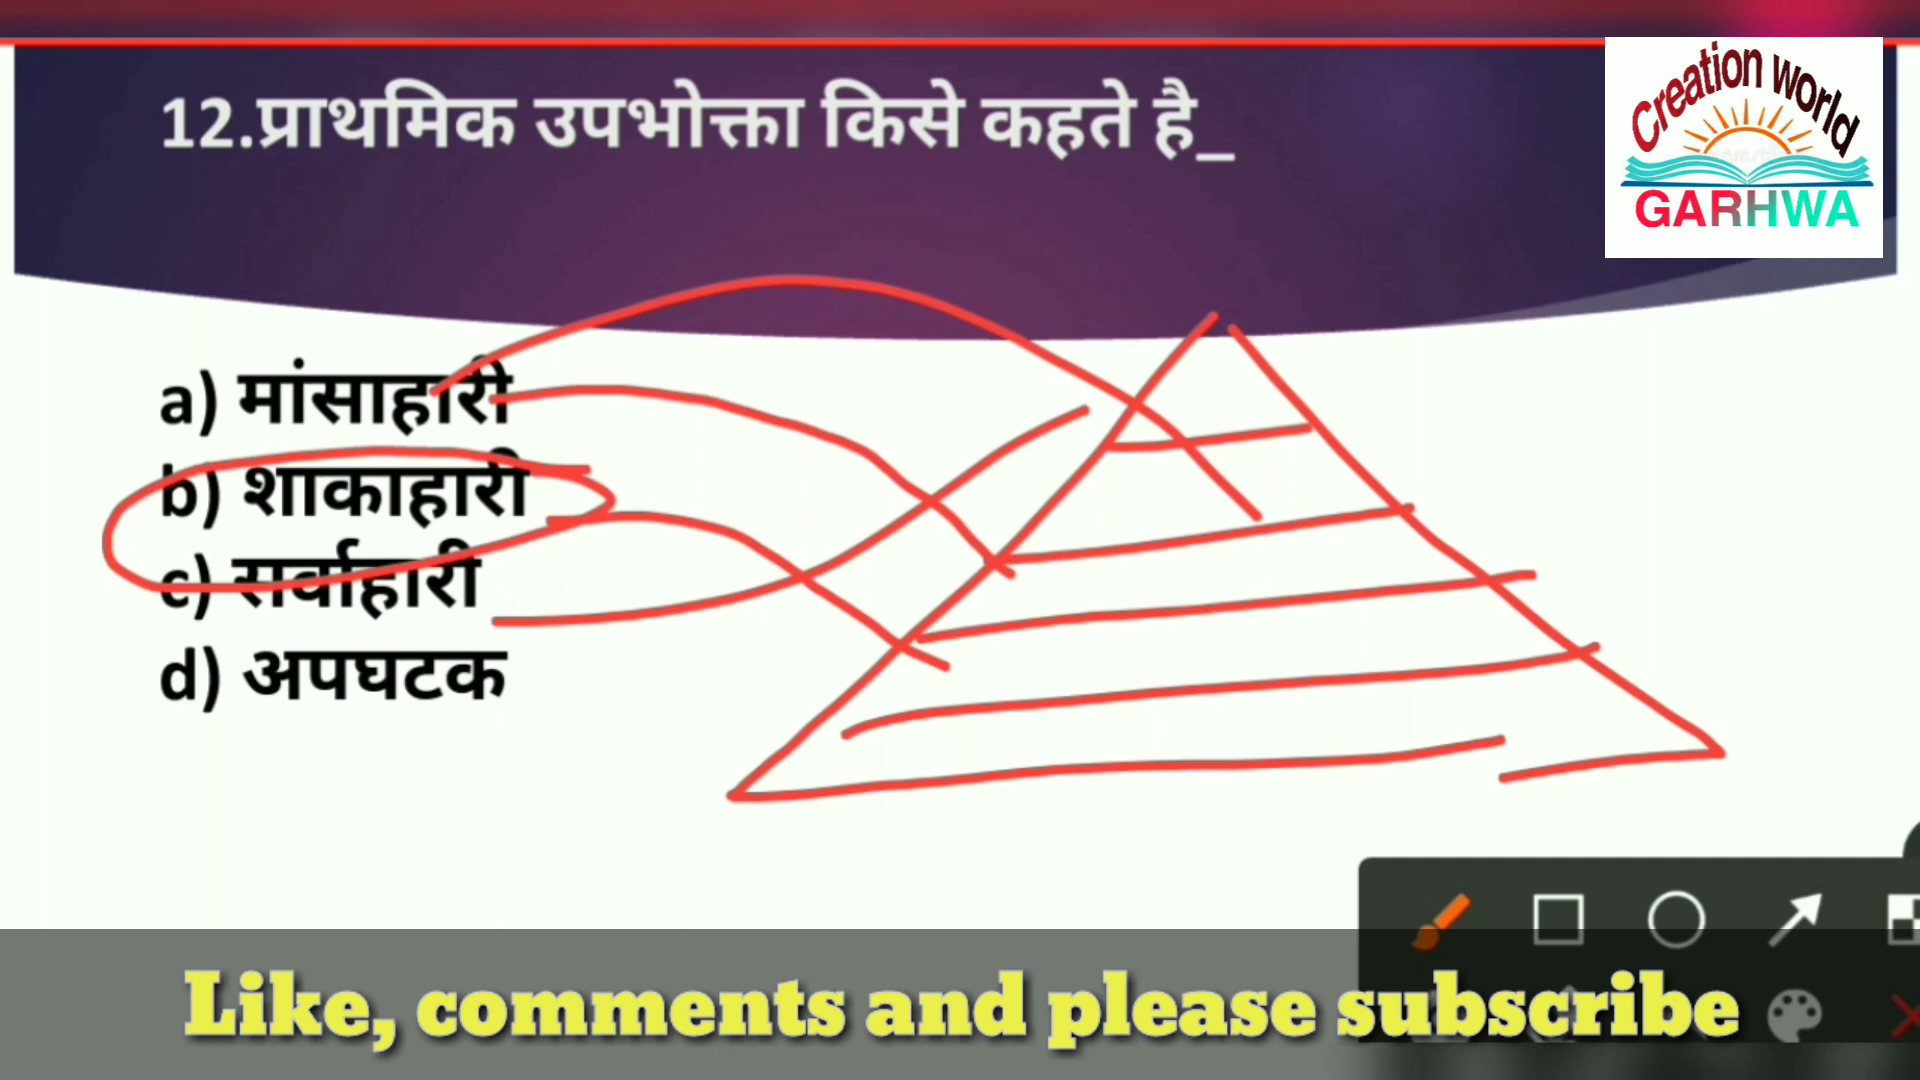 Creation world
GARHWA
12.प्राथमिक उपभोक्ता किसे कहते है_
a) मांसाहारी
b) शाकाहारी
c) सर्वाहारी
d) अपघटक
Like, comments and please subscribe